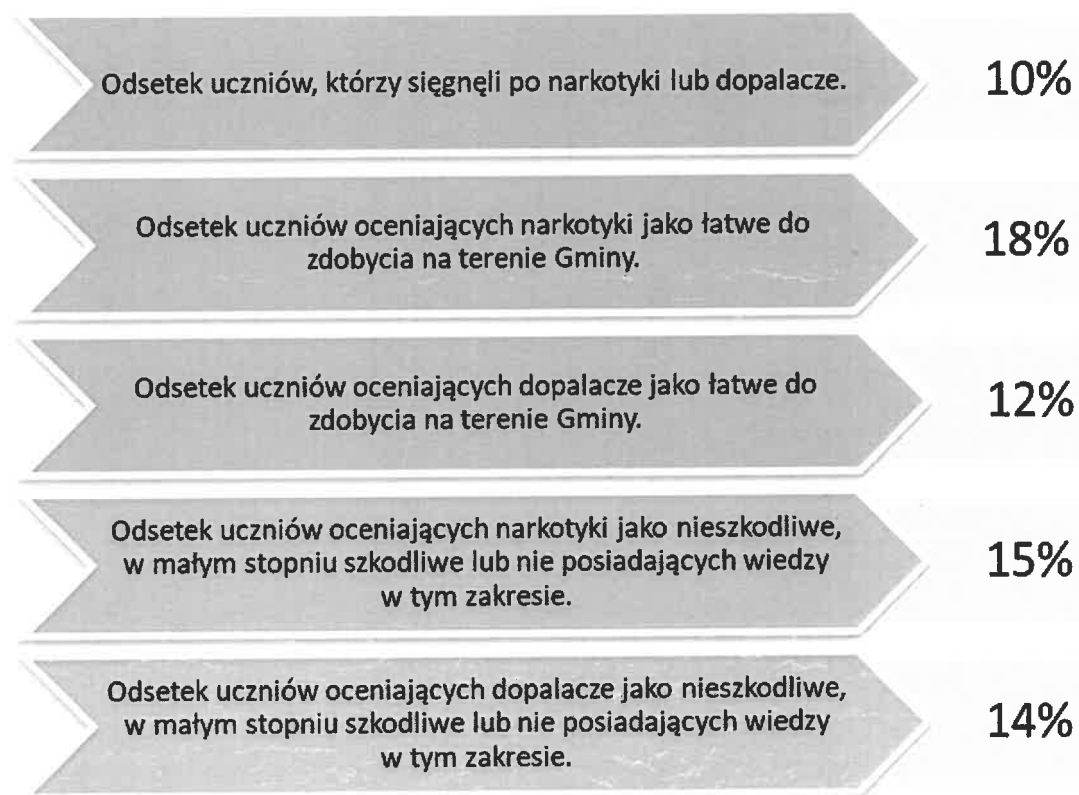 Odsetek uczniów, którzy sięgnęli po narkotyki lub dopalacze.
10%
Odsetek uczniów oceniających narkotyki jako łatwe do
zdobycia na terenie Gminy.
18%
Odsetek uczniów oceniających dopalacze jako łatwe do
zdobycia na terenie Gminy.
12%
Odsetek uczniów oceniających narkotyki jako nieszkodliwe,
w małym stopniu szkodliwe lub nie posiadających wiedzy
w tym zakresie.
15%
Odsetek uczniów oceniających dopalacze jako nieszkodliwe,
w małym stopniu szkodliwe lub nie posiadających wiedzy
w tym zakresie.
14%